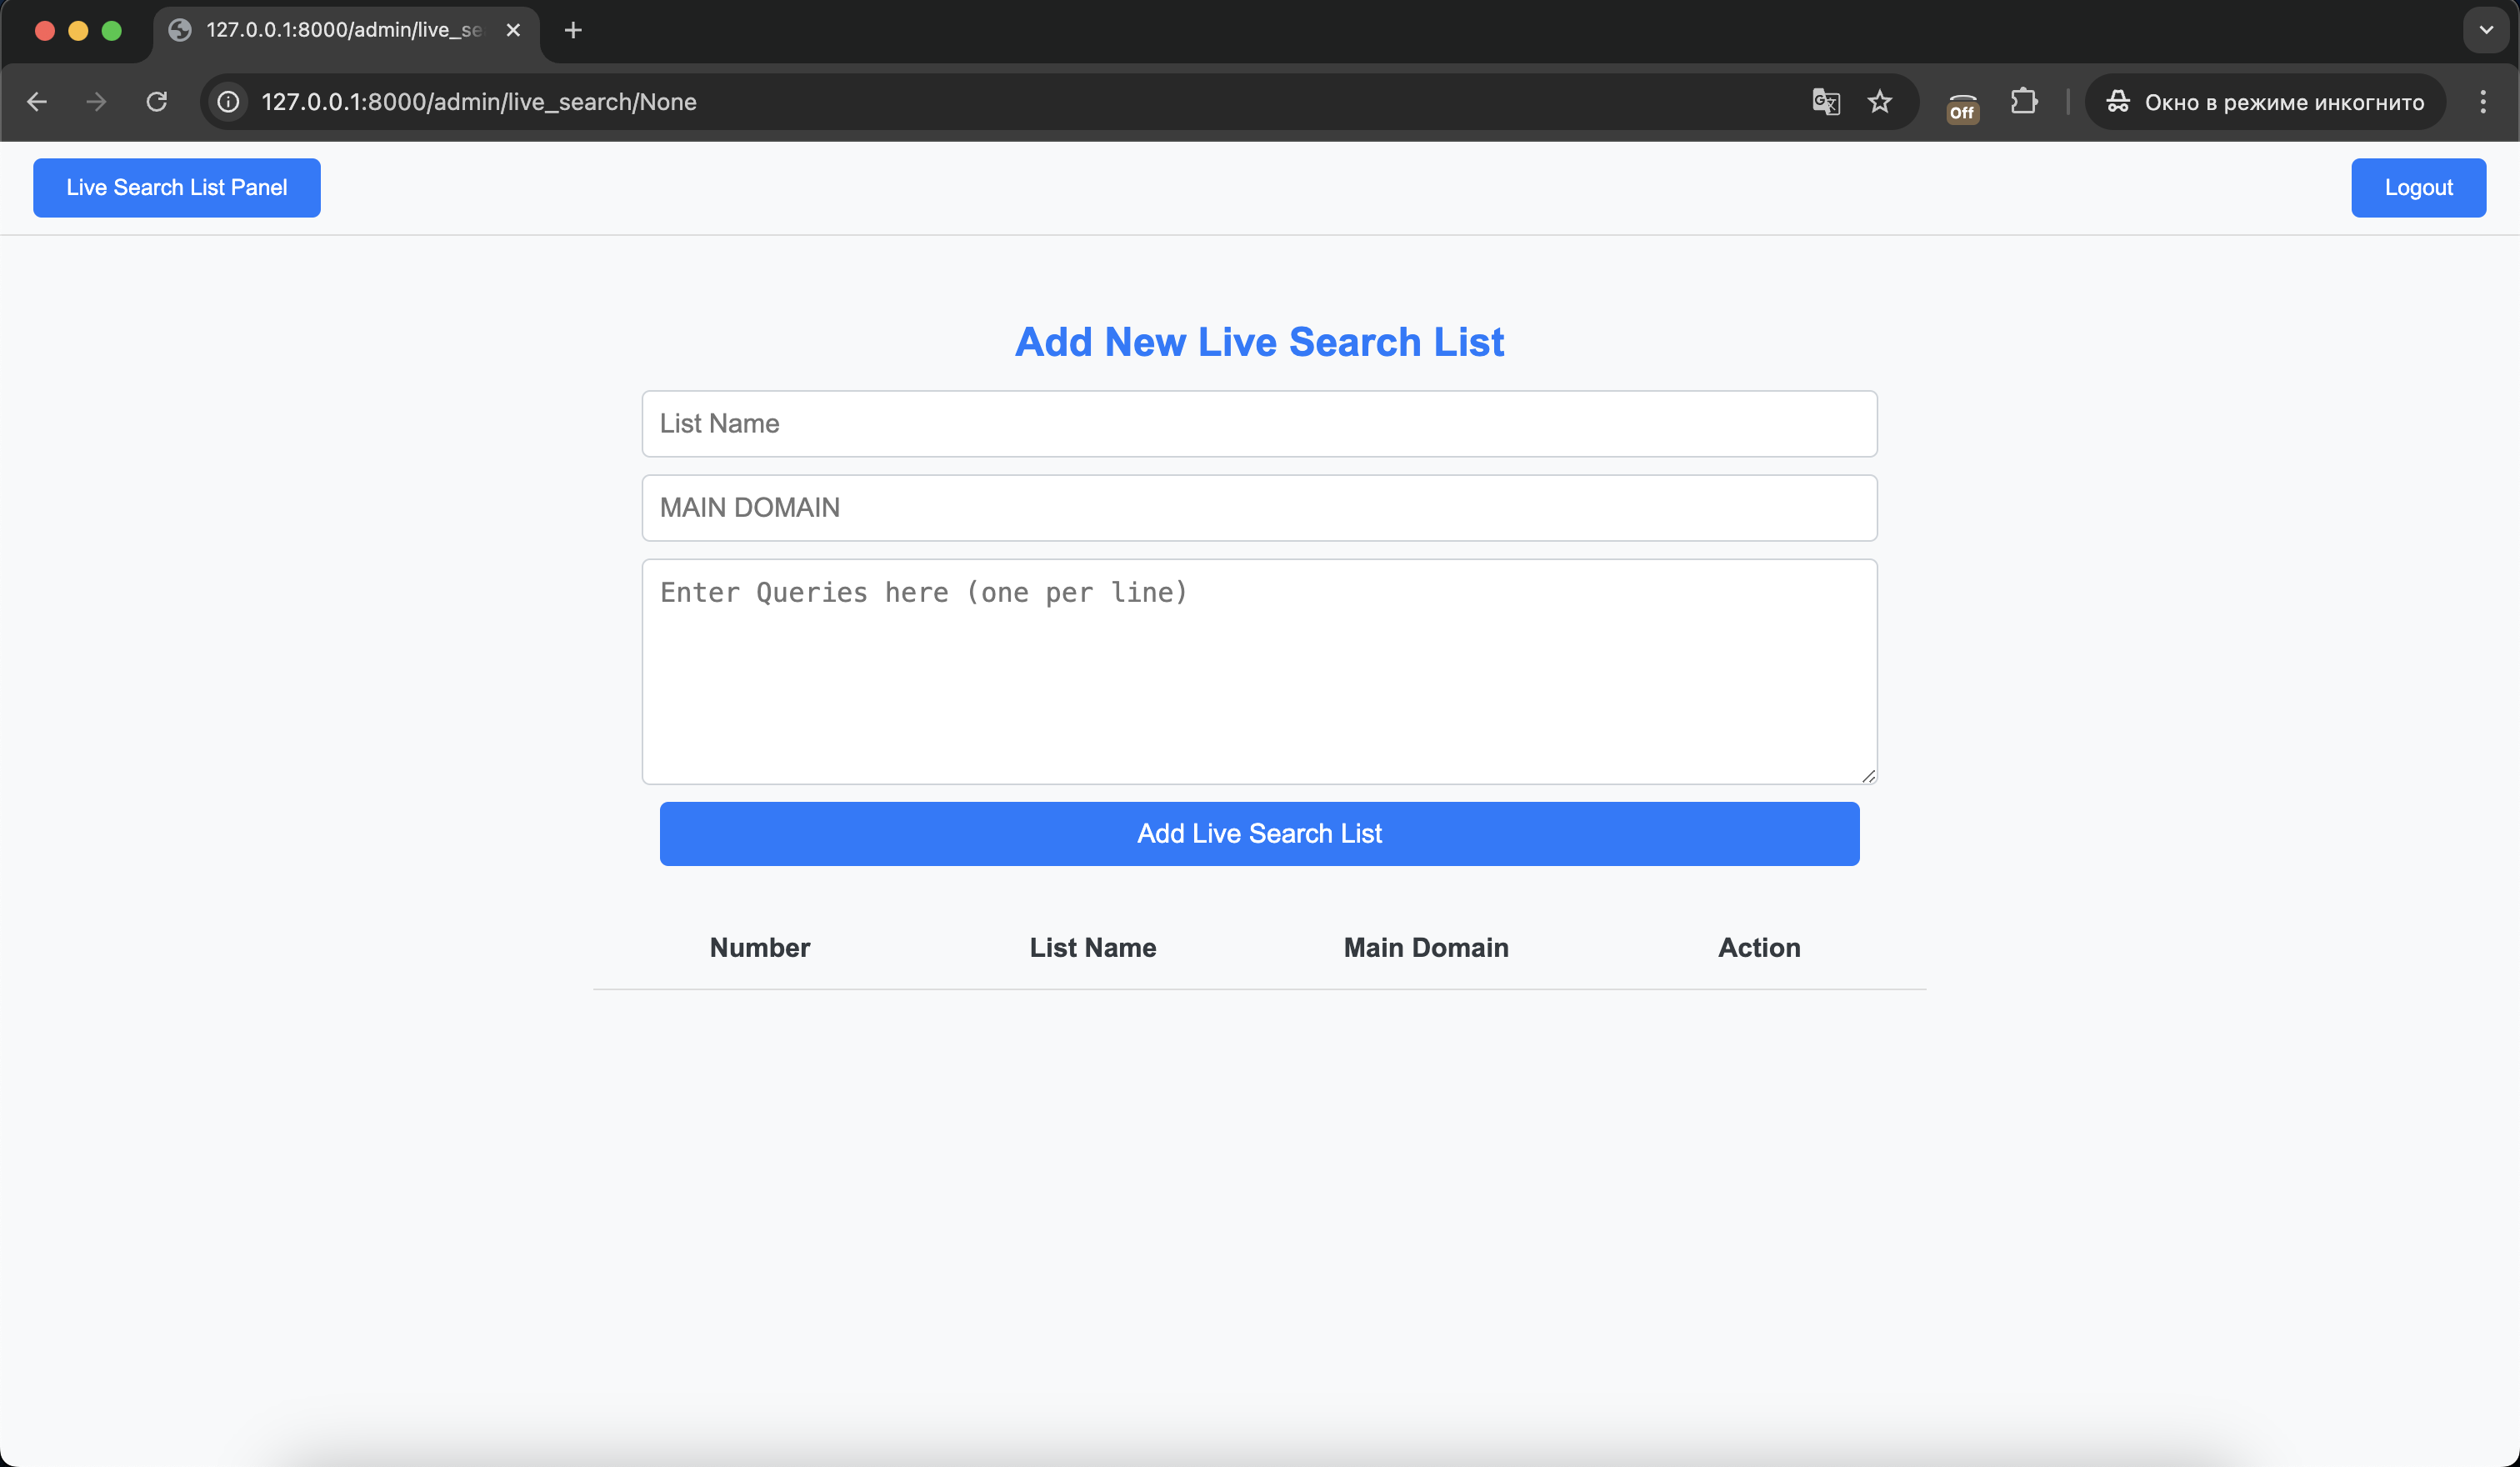 127.0.0.1:8000/admin/live_se
127.0.0.1:8000/admin/live_search/None
Off
Окно в режиме инкогнито
Live Search List Panel
Logout
Add New Live Search List
List Name
MAIN DOMAIN
Enter Queries here (one per line)
Add Live Search List
Number List Name Main Domain Action